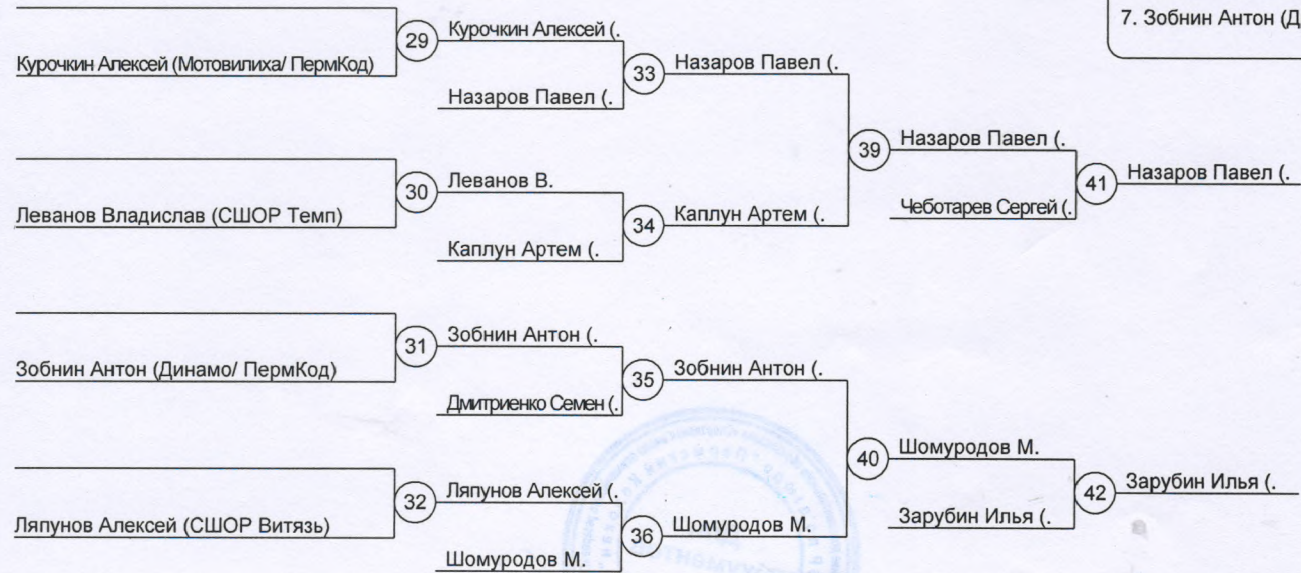 7. Зобнин Антон (Д
29
Курочкин Алексей (Мотовилиха/ ПермКод)
Курочкин Алексей (.
33
Назаров Павел (.
Назаров Павел (.
30
Леванов Владислав (СШОР Темп)
Леванов В.
34
Каплун Артем (.
Каплун Артем (.
39
Назаров Павел (.
Чеботарев Сергей (.
41
Назаров Павел (.
31
Зобнин Антон (Динамо/ ПермКод)
Зобнин Антон (.
35
Дмитриенко Семен (.
Зобнин Антон (.
32
Ляпунов Алексей (СШОР Витязь)
Ляпунов Алексей (.
36
Шомуродов М.
Шомуродов М.
40
Шомуродов М.
Зарубин Илья (.
42
Зарубин Илья (.